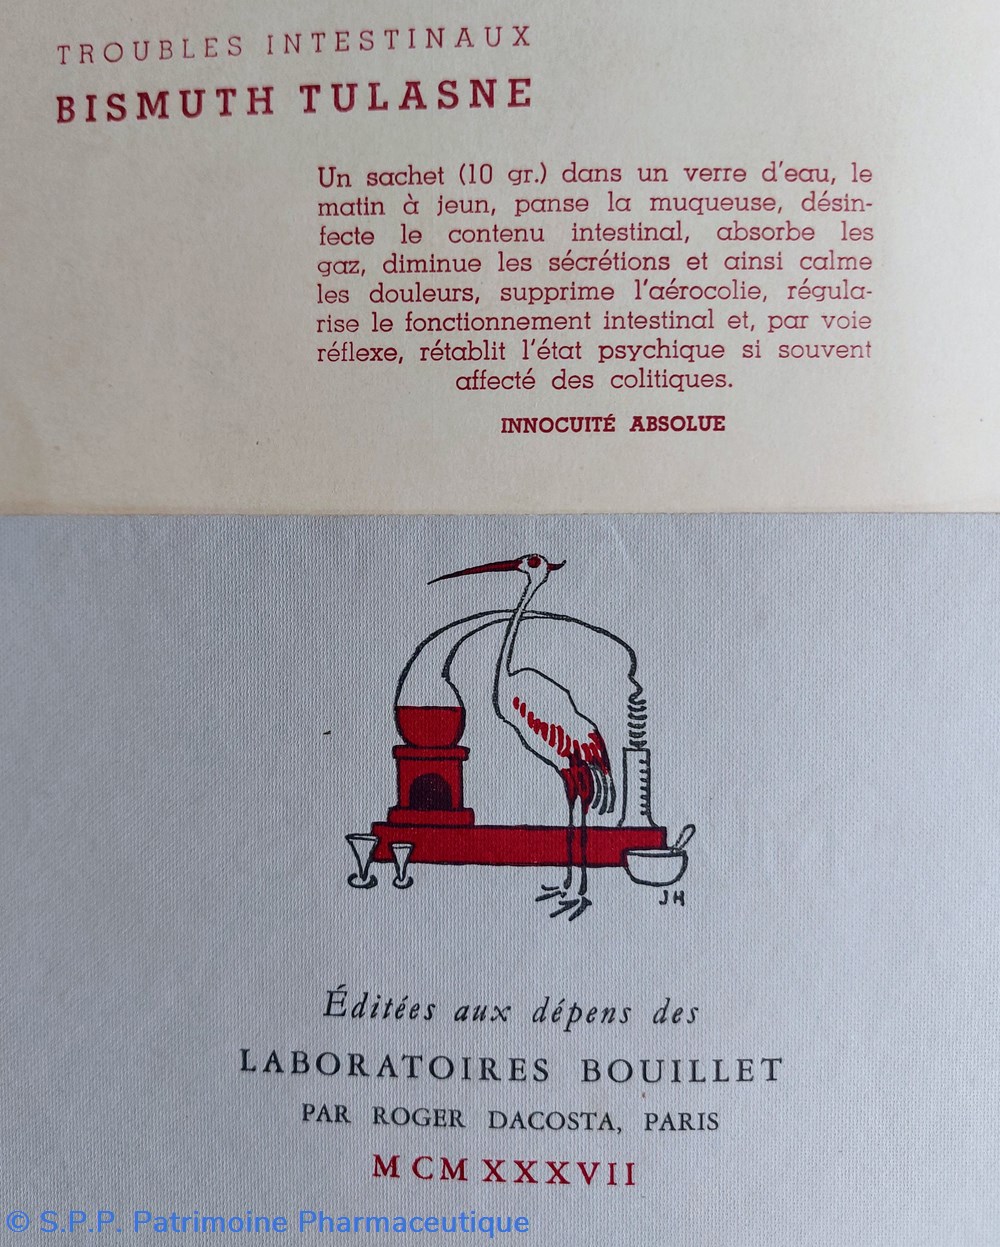 TROUBLES INTESTINAUX
BISMUTH TULASNE
Un sachet (10 gr.) dans un verre d'eau, le
matin à jeun, panse la muqueuse, désin-
fecte le contenu intestinal, absorbe les
gaz, diminue les sécrétions et ainsi calme
les douleurs, supprime l'aérocolie, régula-
rise le fonctionnement intestinal et, par voie
réflexe, rétablit l'état psychique si souvent
affecté des colitiques.
INNOCUITÉ ABSOLUE
JH
Éditées aux dépens des
LABORATOIRES BOUILLET
PAR ROGER DACOSTA, PARIS
MCMXXXVII
© S.P.P. Patrimoine Pharmaceutique